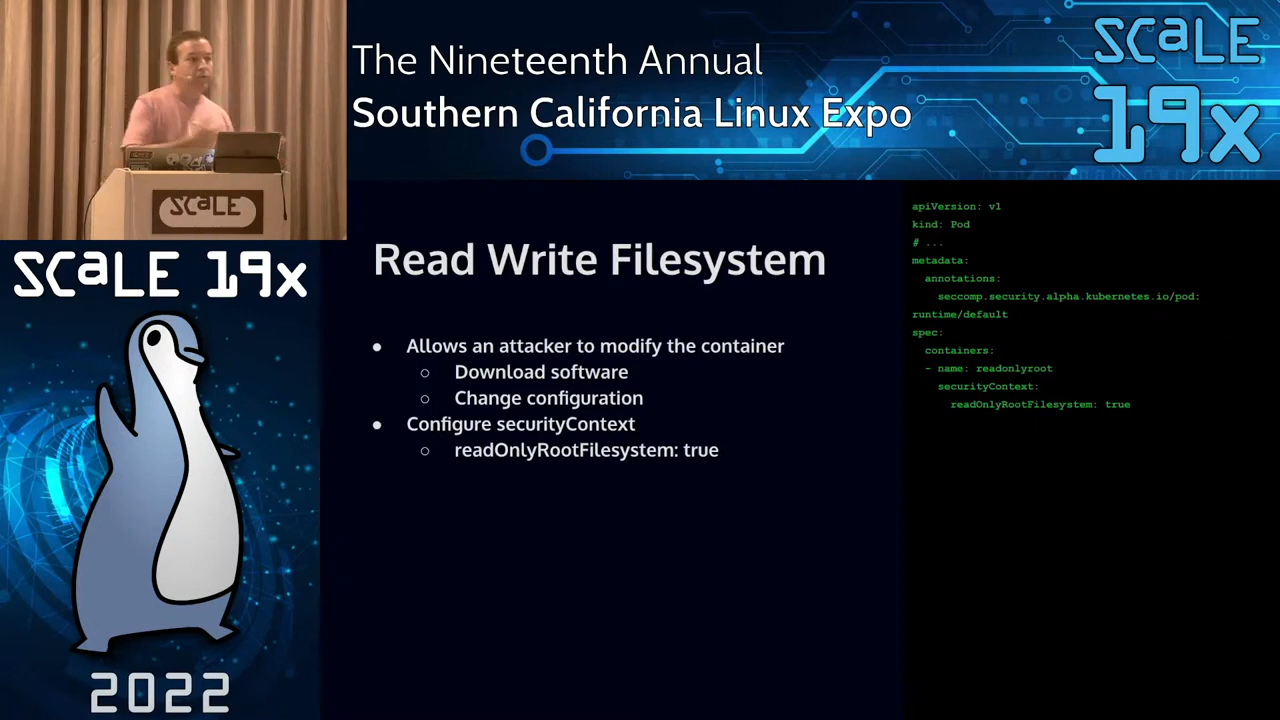 The Nineteenth Annual
Southern California Linux Expo
SCaLE
19x
SCaLE
SCaLE 19x
2022
Read Write Filesystem
● Allows an attacker to modify the container
○ Download software
○ Change configuration
● Configure securityContext
○ readOnlyRootFilesystem: true
apiVersion: v1
kind: Pod
# ...
metadata:
annotations:
seccomp.security.alpha.kubernetes.io/pod:
runtime/default
spec:
containers:
- name: readonlyroot
securityContext:
readOnlyRootFilesystem: true